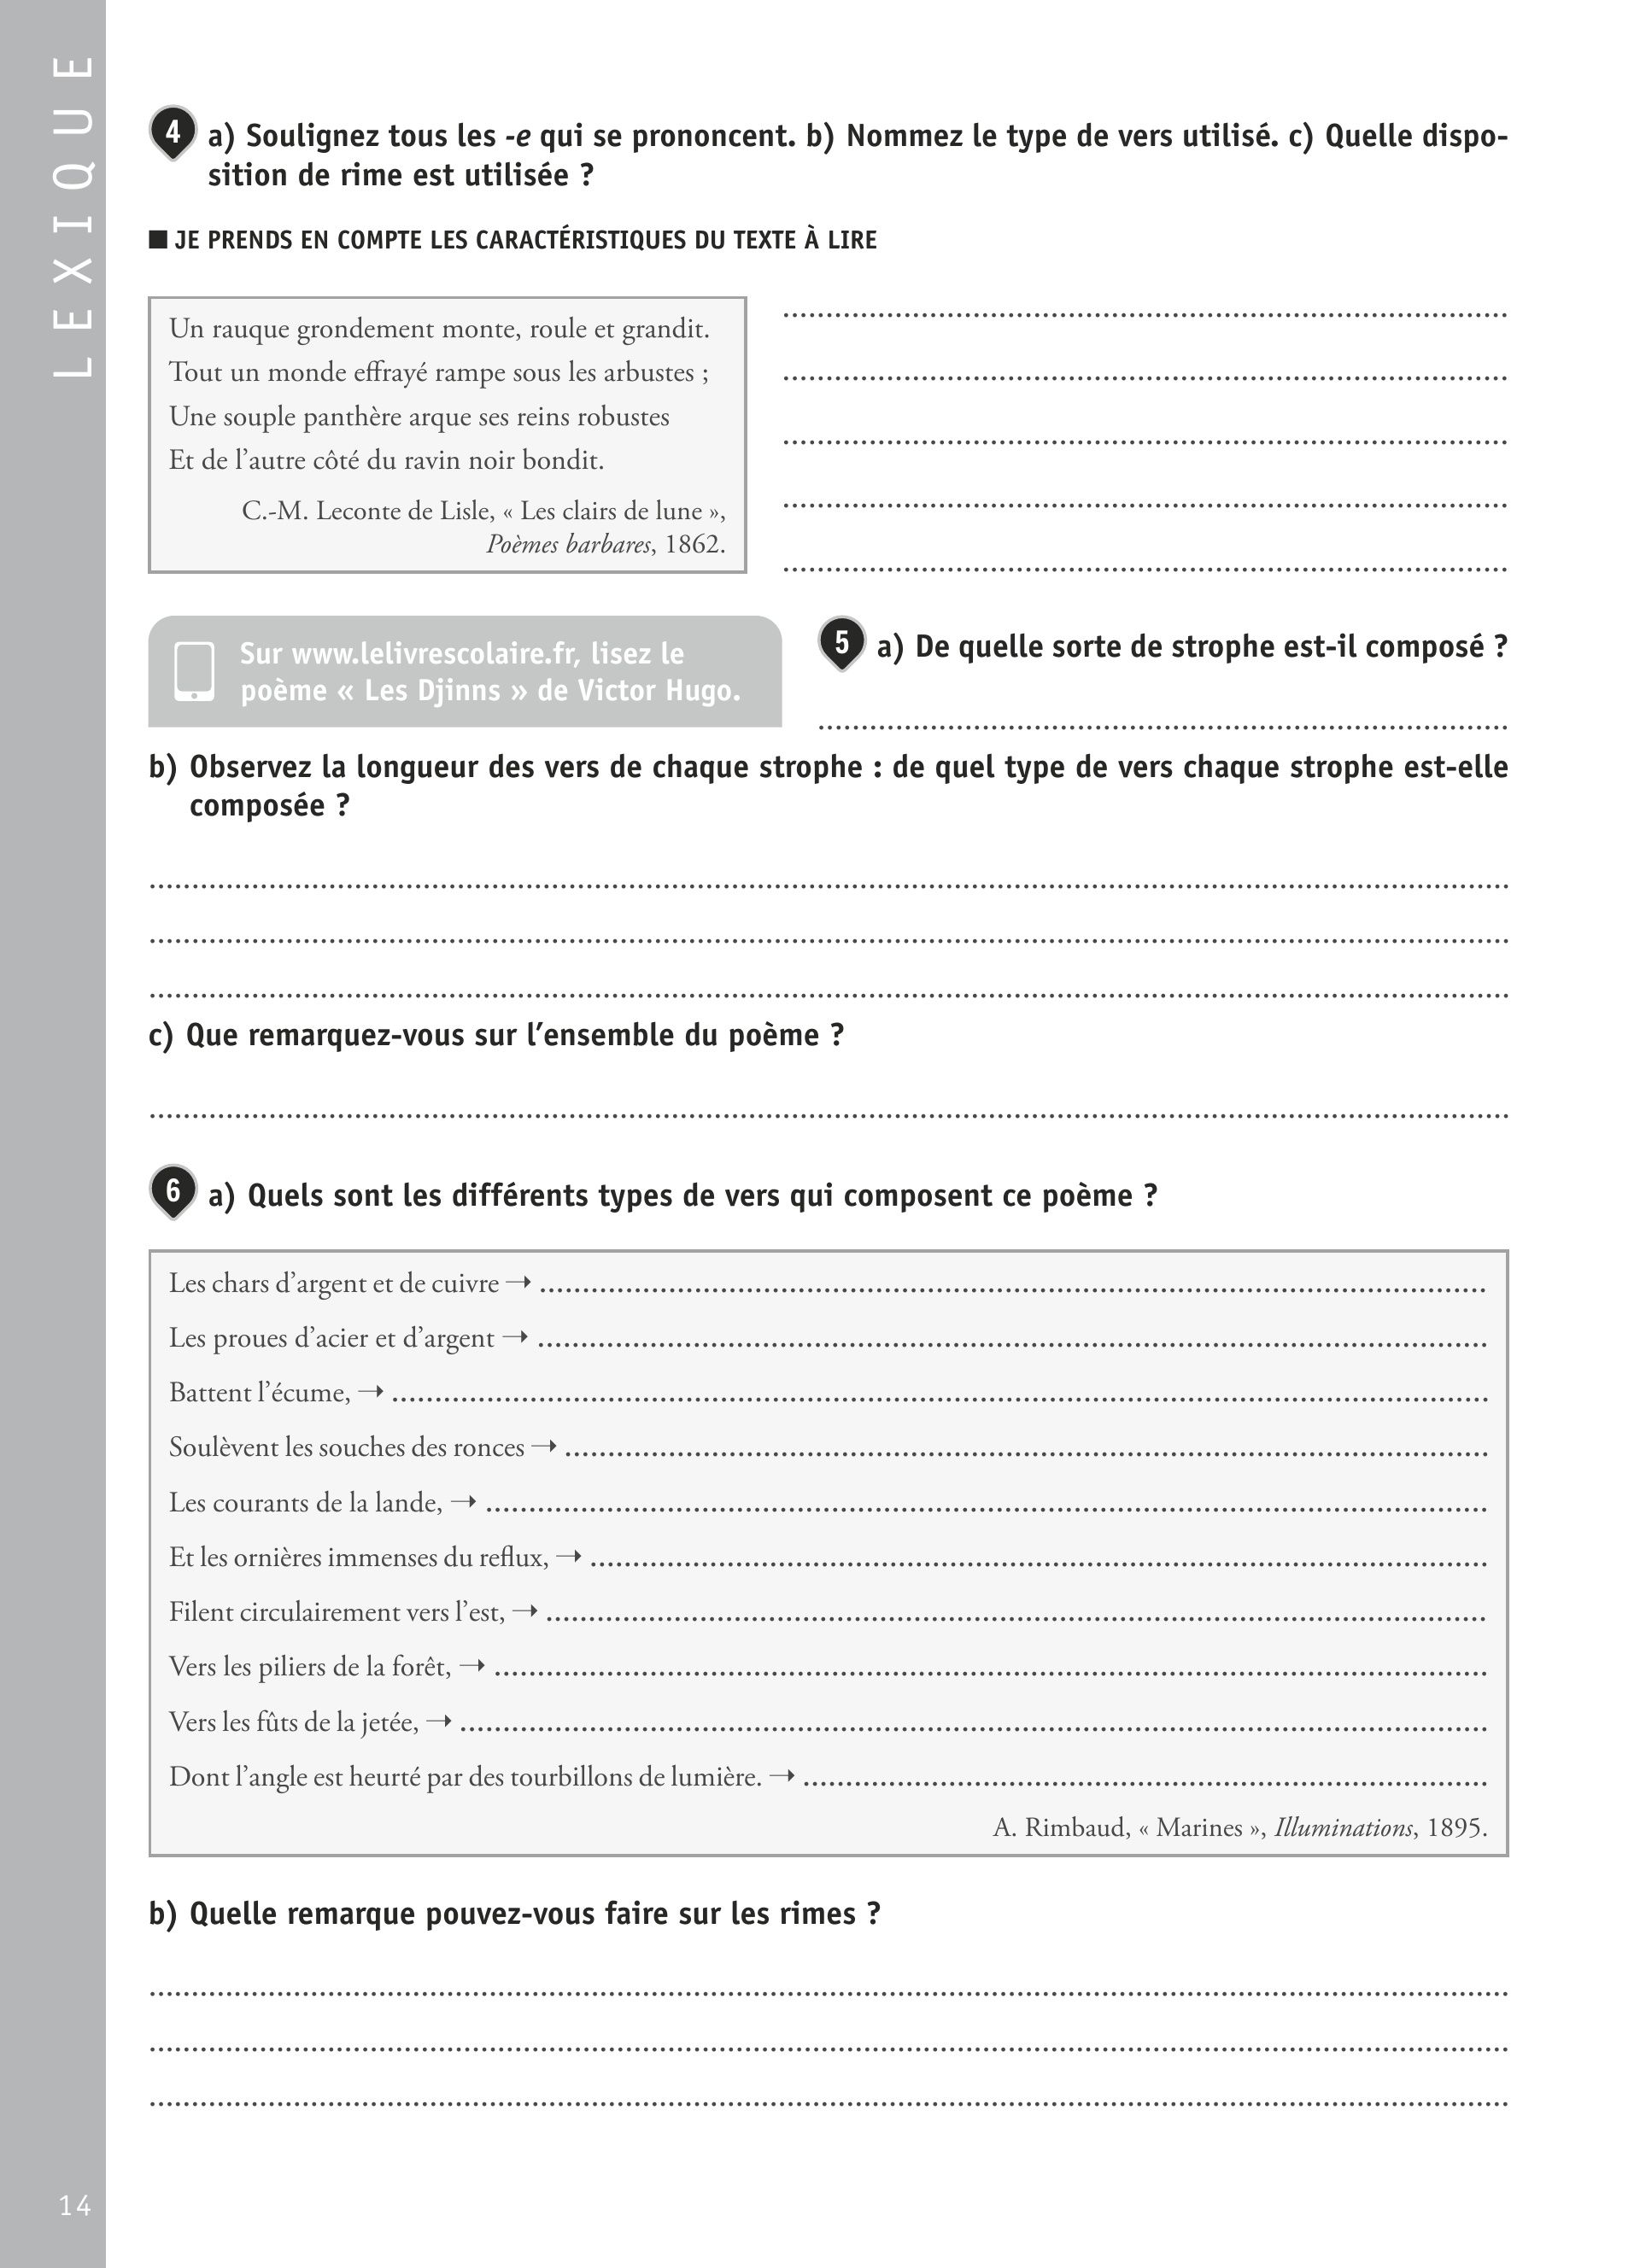 LEXIQUE
4 a) Soulignez tous les -e qui se prononcent. b) Nommez le type de vers utilisé. c) Quelle dispo-
sition de rime est utilisée ?
■ JE PRENDS EN COMPTE LES CARACTÉRISTIQUES DU TEXTE À LIRE
Un rauque grondement monte, roule et grandit.
Tout un monde effrayé rampe sous les arbustes ;
Une souple panthère arque ses reins robustes
Et de l’autre côté du ravin noir bondit.
C.-M. Leconte de Lisle, « Les clairs de lune »,
Poèmes barbares, 1862.
Sur www.lelivrescolaire.fr, lisez le
poème « Les Djinns » de Victor Hugo.
5 a) De quelle sorte de strophe est-il composé ?
b) Observez la longueur des vers de chaque strophe : de quel type de vers chaque strophe est-elle
composée ?
c) Que remarquez-vous sur l’ensemble du poème ?
6 a) Quels sont les différents types de vers qui composent ce poème ?
Les chars d’argent et de cuivre →
Les proues d’acier et d’argent →
Battent l’écume, →
Soulèvent les souches des ronces →
Les courants de la lande, →
Et les ornières immenses du reflux, →
Filent circulairement vers l’est, →
Vers les piliers de la forêt, →
Vers les fûts de la jetée, →
Dont l’angle est heurté par des tourbillons de lumière. →
A. Rimbaud, « Marines », Illuminations, 1895.
b) Quelle remarque pouvez-vous faire sur les rimes ?
14